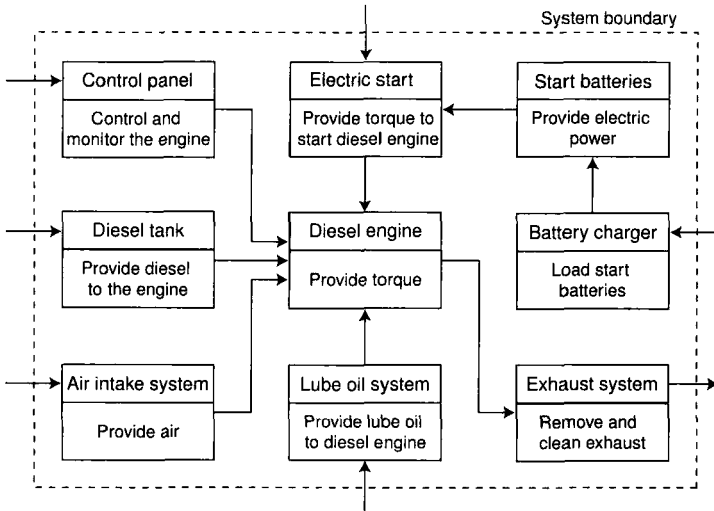 System boundary
Control panel
Control and
monitor the engine
Electric start
Provide torque to
start diesel engine
Start batteries
Provide electric
power
Diesel tank
Provide diesel
to the engine
Diesel engine
Provide torque
Battery charger
Load start
batteries
Air intake system
Provide air
Lube oil system
Provide lube oil
to diesel engine
Exhaust system
Remove and
clean exhaust